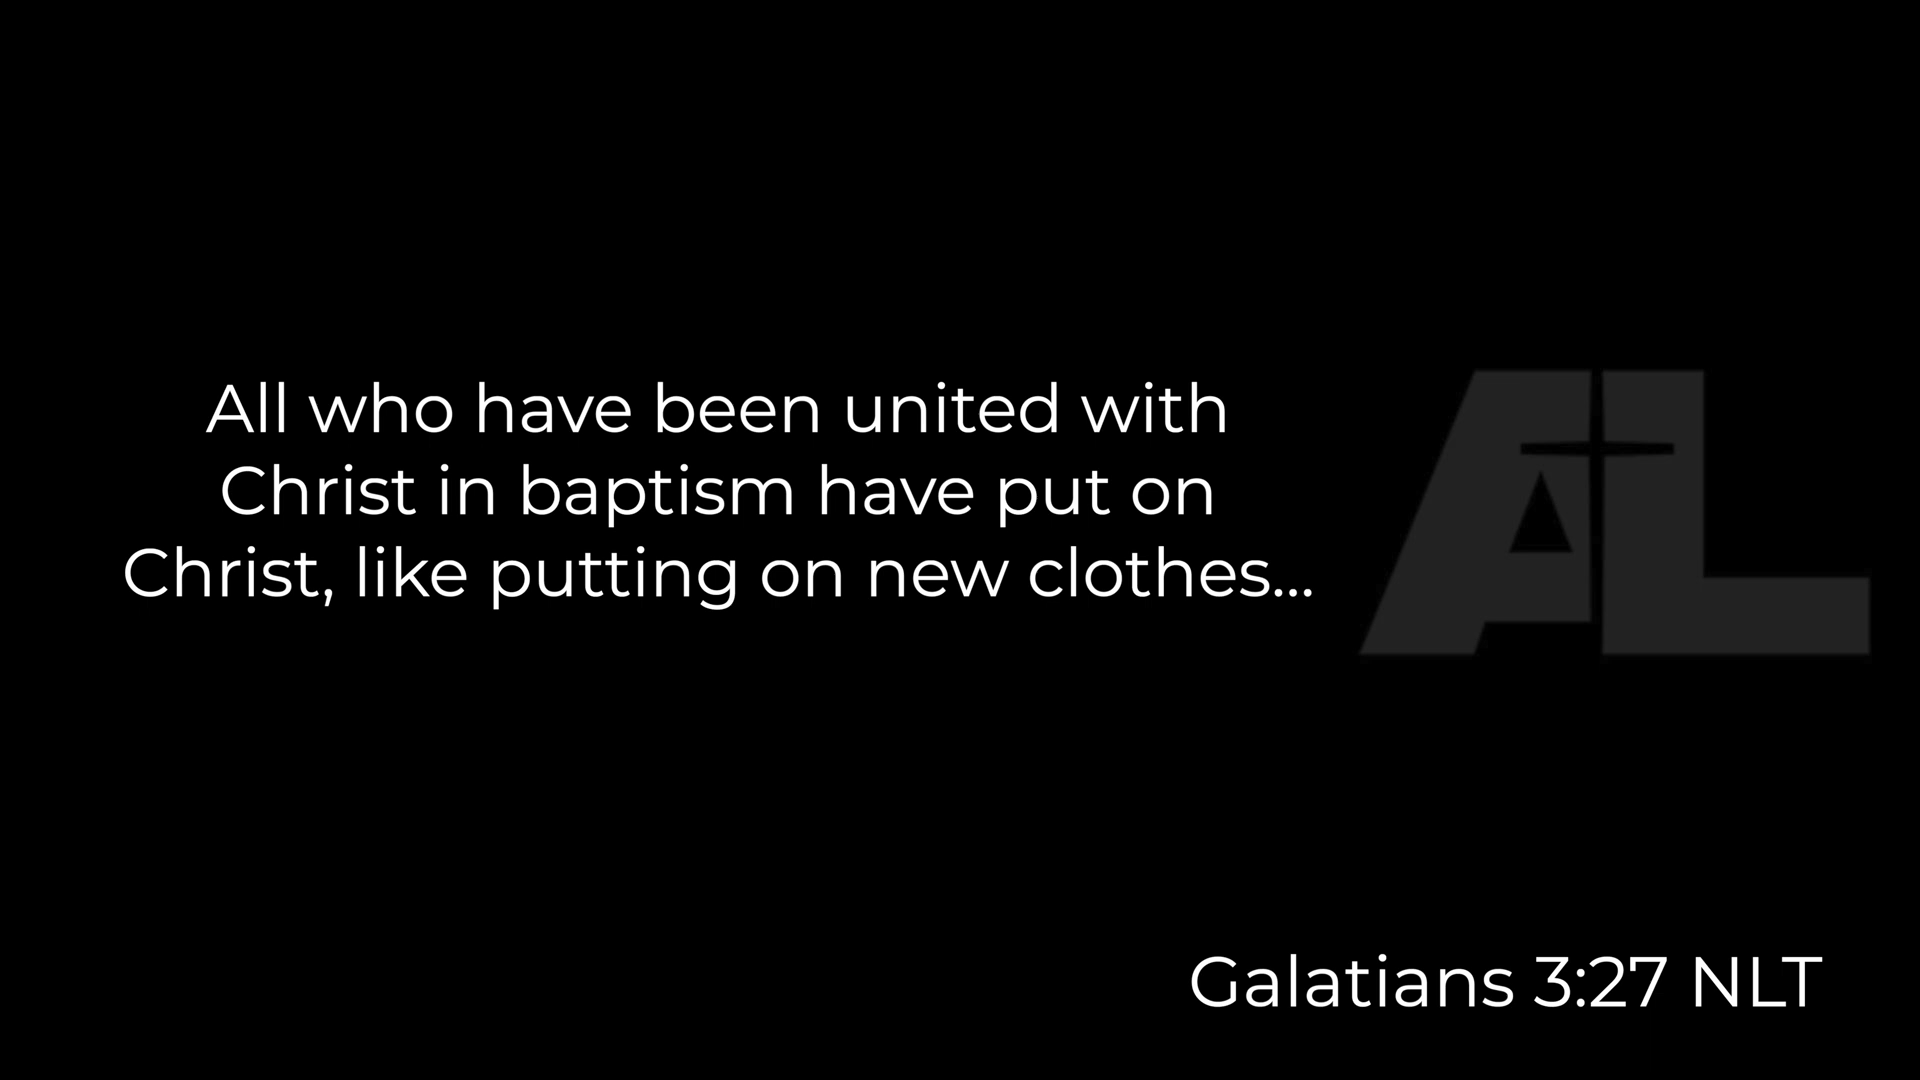 All who have been united with
Christ in baptism have put on
Christ, like putting on new clothes...
AL
Galatians 3:27 NLT